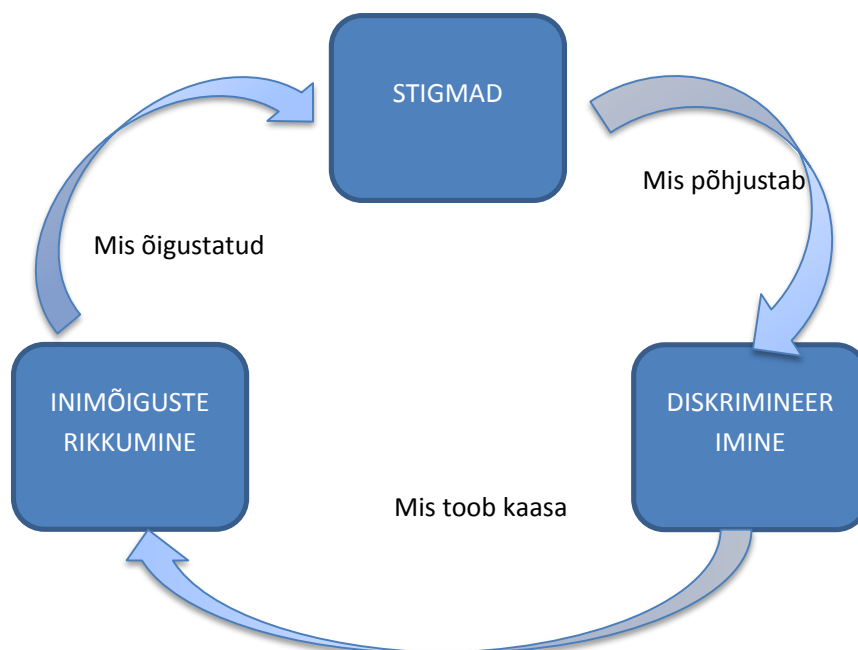 STIGMAD
Mis põhjustab
Mis õigustatud
INIMÕIGUSTE
RIKKUMINE
DISKRIMINEER
IMINE
Mis toob kaasa